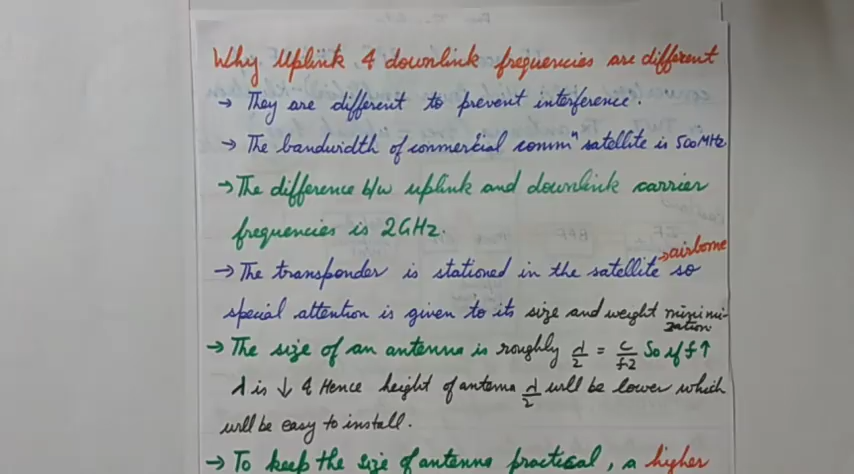 Why Uplink & downlink frequencies are different
→ They are different to prevent interference.
→ The bandwidth of commercial commⁿ satellite is 500MHz
→ The difference b/w uplink and downlink carrier
frequencies is 2GHz.
→ airborne
→ The transponder is stationed in the satellite so
special attention is given to its size and weight minimi-
zation.
→ The size of an antenna is roughly λ/2 = c/f·2 So if f↑
λ is ↓ & Hence height of antenna λ/2 will be lower which
will be easy to install.
→ To keep the size of antenna practical, a higher